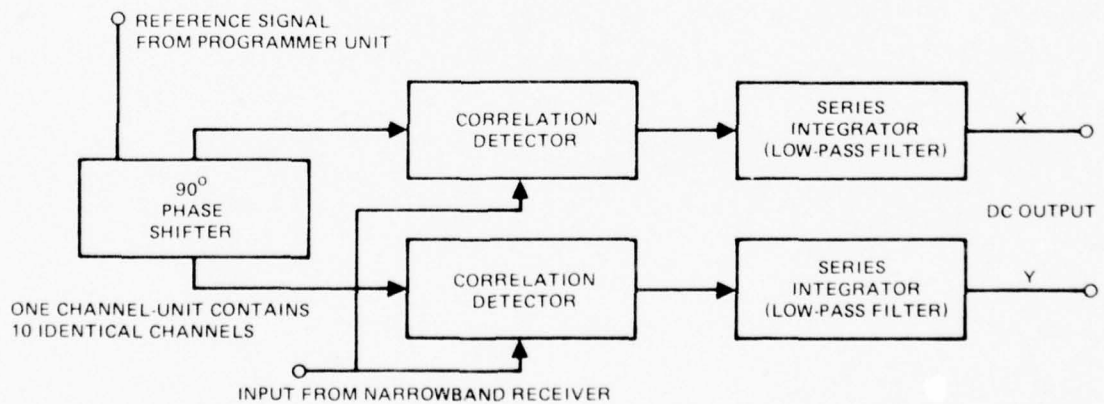 REFERENCE SIGNAL
FROM PROGRAMMER UNIT
CORRELATION
DETECTOR
SERIES
INTEGRATOR
(LOW-PASS FILTER)
X
90°
PHASE
SHIFTER
DC OUTPUT
CORRELATION
DETECTOR
SERIES
INTEGRATOR
(LOW-PASS FILTER)
Y
ONE CHANNEL-UNIT CONTAINS
10 IDENTICAL CHANNELS
INPUT FROM NARROWBAND RECEIVER